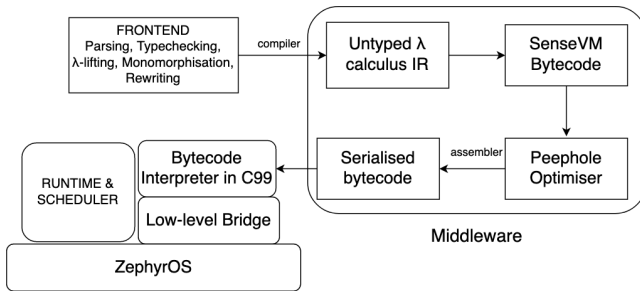 FRONTEND
Parsing, Typechecking,
λ-lifting, Monomorphisation,
Rewriting
compiler
Untyped λ
calculus IR
SenseVM
Bytecode
RUNTIME &
SCHEDULER
Bytecode
Interpreter in C99
Serialised
bytecode
assembler
Peephole
Optimiser
Low-level Bridge
Middleware
ZephyrOS